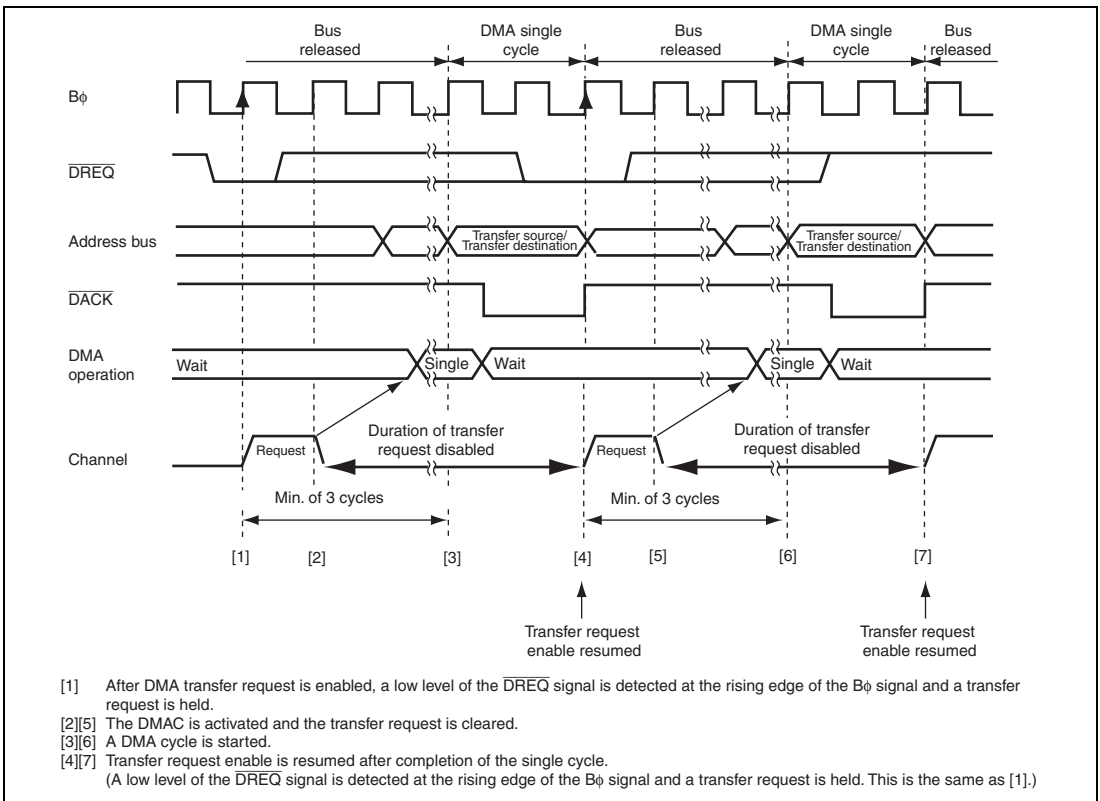 Bus released
DMA single cycle
Bus released
DMA single cycle
Bus released
Bϕ
DREQ
Address bus
Transfer source/
Transfer destination
Transfer source/
Transfer destination
DACK
DMA operation
Wait
Single
Wait
Single
Wait
Channel
Request
Duration of transfer request disabled
Request
Duration of transfer request disabled
Min. of 3 cycles
Min. of 3 cycles
[1] [2] [3] [4] [5] [6] [7]
Transfer request enable resumed
Transfer request enable resumed
[1] After DMA transfer request is enabled, a low level of the DREQ signal is detected at the rising edge of the Bϕ signal and a transfer
request is held.
[2][5] The DMAC is activated and the transfer request is cleared.
[3][6] A DMA cycle is started.
[4][7] Transfer request enable is resumed after completion of the single cycle.
(A low level of the DREQ signal is detected at the rising edge of the Bϕ signal and a transfer request is held. This is the same as [1].)